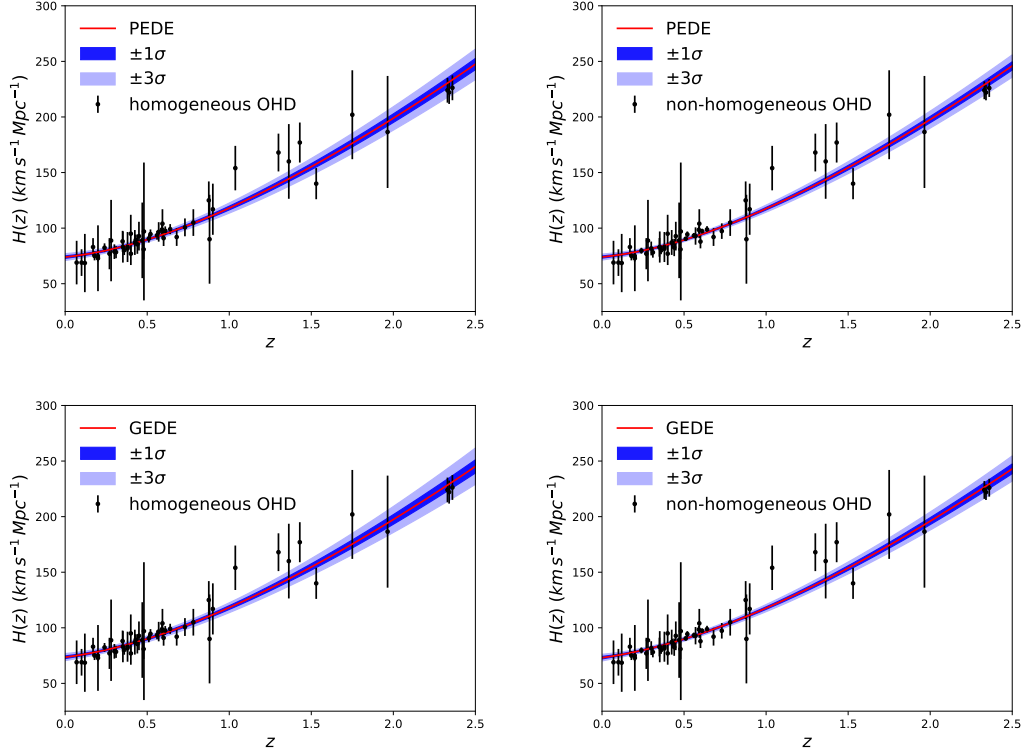 300
250
200
150
100
50
H(z) (km s⁻¹ Mpc⁻¹)
PEDE
±1σ
±3σ
homogeneous OHD
0.0 0.5 1.0 1.5 2.0 2.5
z
300
250
200
150
100
50
H(z) (km s⁻¹ Mpc⁻¹)
PEDE
±1σ
±3σ
non-homogeneous OHD
0.0 0.5 1.0 1.5 2.0 2.5
z
300
250
200
150
100
50
H(z) (km s⁻¹ Mpc⁻¹)
GEDE
±1σ
±3σ
homogeneous OHD
0.0 0.5 1.0 1.5 2.0 2.5
z
300
250
200
150
100
50
H(z) (km s⁻¹ Mpc⁻¹)
GEDE
±1σ
±3σ
non-homogeneous OHD
0.0 0.5 1.0 1.5 2.0 2.5
z